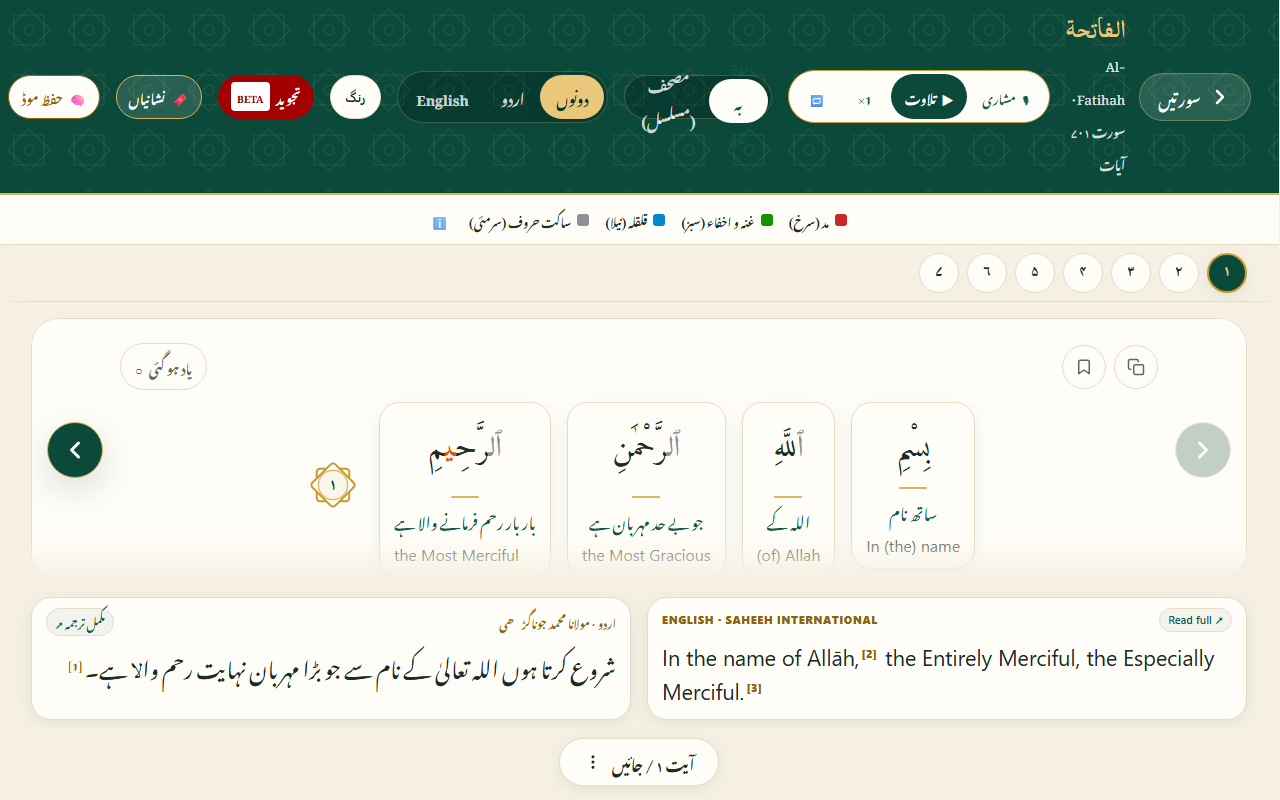 الفاتحة
Al-Fatihah · سورت ۱ · ۷ آیات
سورتیں
مشاری
▶ تلاوت
×1
بہ
مصحف (مسلسل)
دونوں
اردو
English
رنگ
تجوید BETA
نشانیاں
حفظ موڈ
مد (سرخ)
غنہ و اخفاء (سبز)
قلقلہ (نیلا)
ساکت حروف (سرمئی)
۱ ۲ ۳ ۴ ۵ ٦ ۷
یاد ہو گئی ○
بِسْمِ
ساتھ نام
In (the) name
ٱللَّهِ
اللہ کے
(of) Allah
ٱلرَّحْمَٰنِ
جو بے حد مہربان ہے
the Most Gracious
ٱلرَّحِيمِ
بار بار رحم فرمانے والا ہے
the Most Merciful
۱
ENGLISH · SAHEEH INTERNATIONAL
Read full ↗
In the name of Allāh,[2] the Entirely Merciful, the Especially
Merciful.[3]
اردو · مولانا محمد جوناگڑھی
مکمل ترجمہ ↗
شروع کرتا ہوں اللہ تعالیٰ کے نام سے جو بڑا مہربان نہایت رحم والا ہے۔[1]
آیت ۱ / جائیں